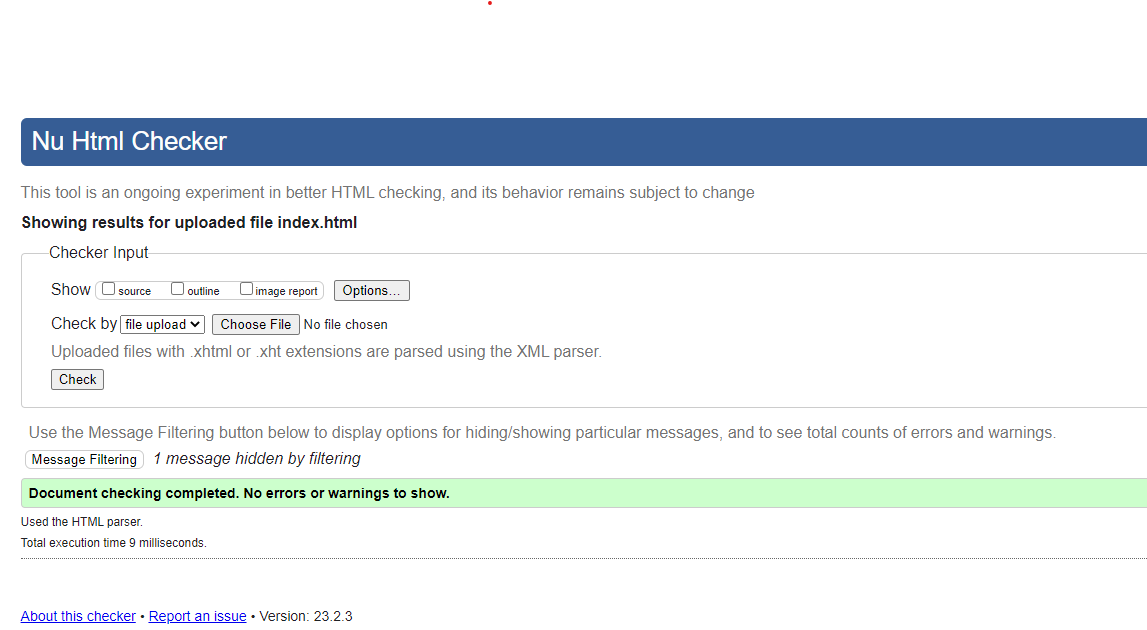 Nu Html Checker
This tool is an ongoing experiment in better HTML checking, and its behavior remains subject to change
Showing results for uploaded file index.html
Checker Input
Show source outline image report Options...
Check by file upload Choose File No file chosen
Uploaded files with .xhtml or .xht extensions are parsed using the XML parser.
Check
Use the Message Filtering button below to display options for hiding/showing particular messages, and to see total counts of errors and warnings.
Message Filtering 1 message hidden by filtering
Document checking completed. No errors or warnings to show.
Used the HTML parser.
Total execution time 9 milliseconds.
About this checker • Report an issue • Version: 23.2.3